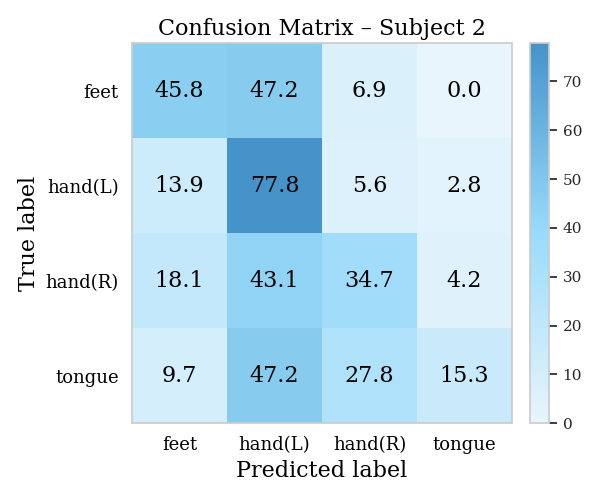 Confusion Matrix – Subject 2
True label
feet 45.8 47.2 6.9 0.0
hand(L) 13.9 77.8 5.6 2.8
hand(R) 18.1 43.1 34.7 4.2
tongue 9.7 47.2 27.8 15.3
feet hand(L) hand(R) tongue
Predicted label
70
60
50
40
30
20
10
0